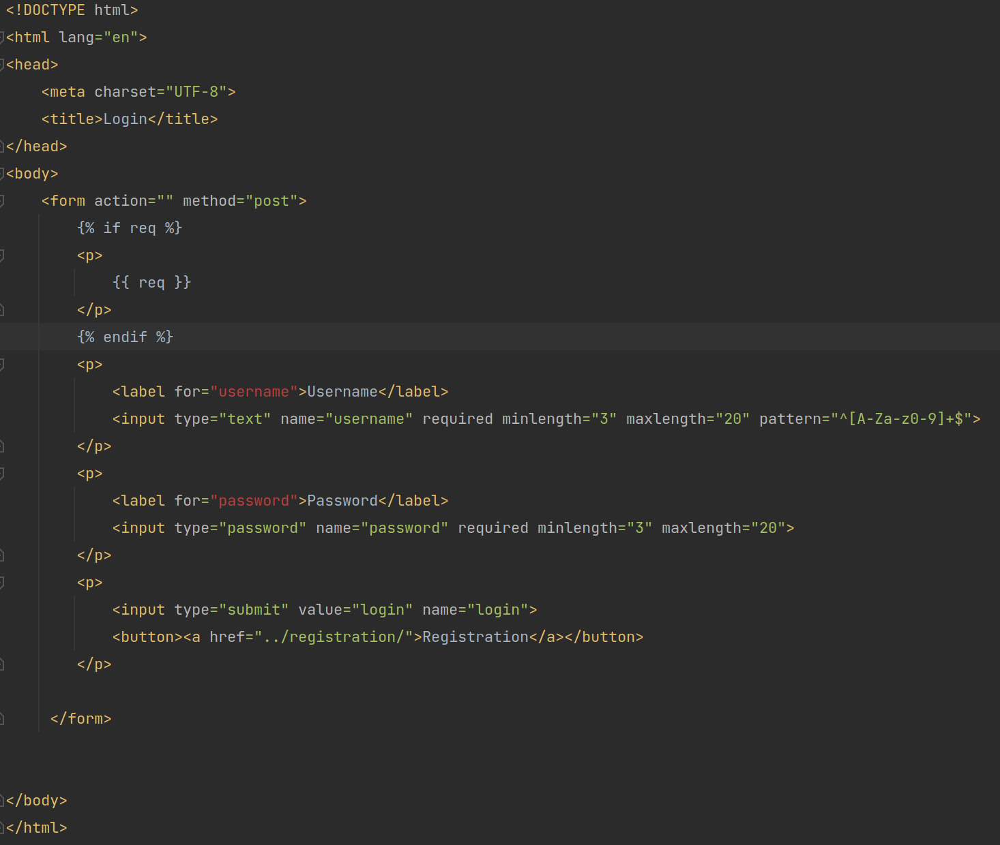 <!DOCTYPE html>
<html lang="en">
<head>
    <meta charset="UTF-8">
    <title>Login</title>
</head>
<body>
    <form action="" method="post">
        {% if req %}
        <p>
            {{ req }}
        </p>
        {% endif %}
        <p>
            <label for="username">Username</label>
            <input type="text" name="username" required minlength="3" maxlength="20" pattern="^[A-Za-z0-9]+$">
        </p>
        <p>
            <label for="password">Password</label>
            <input type="password" name="password" required minlength="3" maxlength="20">
        </p>
        <p>
            <input type="submit" value="login" name="login">
            <button><a href="../registration/">Registration</a></button>
        </p>
     </form>
</body>
</html>